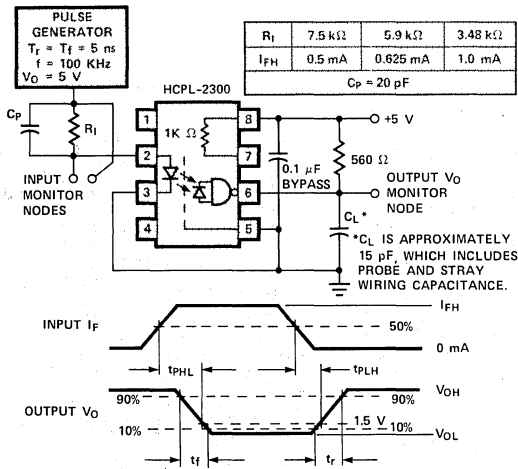 PULSE
GENERATOR
Tr = Tf = 5 ns
f = 100 KHz
VO = 5 V
RI 7.5 kΩ 5.9 kΩ 3.48 kΩ
IFH 0.5 mA 0.625 mA 1.0 mA
CP = 20 pF
HCPL-2300
CP
RI
1
2
3
4
1K Ω
8
7
6
5
+5 V
0.1 μF
BYPASS
560 Ω
INPUT
MONITOR
NODES
OUTPUT VO
MONITOR
NODE
CL*
*CL IS APPROXIMATELY
15 pF, WHICH INCLUDES
PROBE AND STRAY
WIRING CAPACITANCE.
INPUT IF
IFH
50%
0 mA
tPHL
tPLH
OUTPUT VO
90%
10%
VOH
90%
1.5 V
10%
VOL
tf
tr